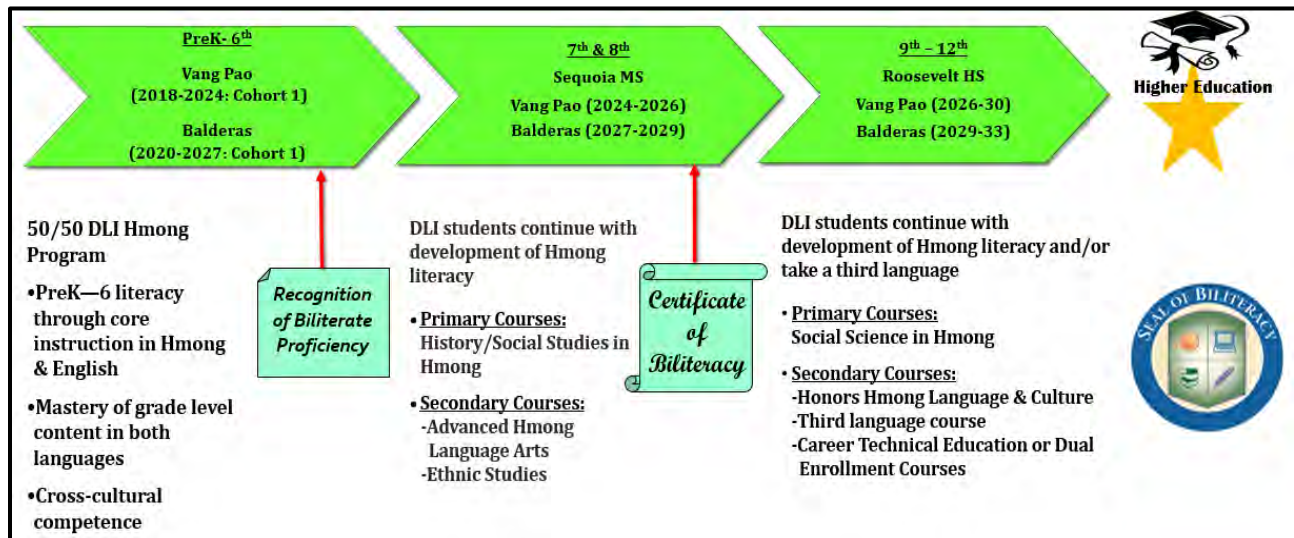 PreK- 6th
Vang Pao
(2018-2024: Cohort 1)
Balderas
(2020-2027: Cohort 1)
7th & 8th
Sequoia MS
Vang Pao (2024-2026)
Balderas (2027-2029)
9th – 12th
Roosevelt HS
Vang Pao (2026-30)
Balderas (2029-33)
Higher Education
50/50 DLI Hmong
Program
•PreK—6 literacy
through core
instruction in Hmong
& English
•Mastery of grade level
content in both
languages
•Cross-cultural
competence
Recognition
of Biliterate
Proficiency
DLI students continue with
development of Hmong
literacy
• Primary Courses:
History/Social Studies in
Hmong
• Secondary Courses:
-Advanced Hmong
Language Arts
-Ethnic Studies
Certificate
of
Biliteracy
DLI students continue with
development of Hmong literacy and/or
take a third language
• Primary Courses:
Social Science in Hmong
• Secondary Courses:
-Honors Hmong Language & Culture
-Third language course
-Career Technical Education or Dual
Enrollment Courses
SEAL OF BILITERACY